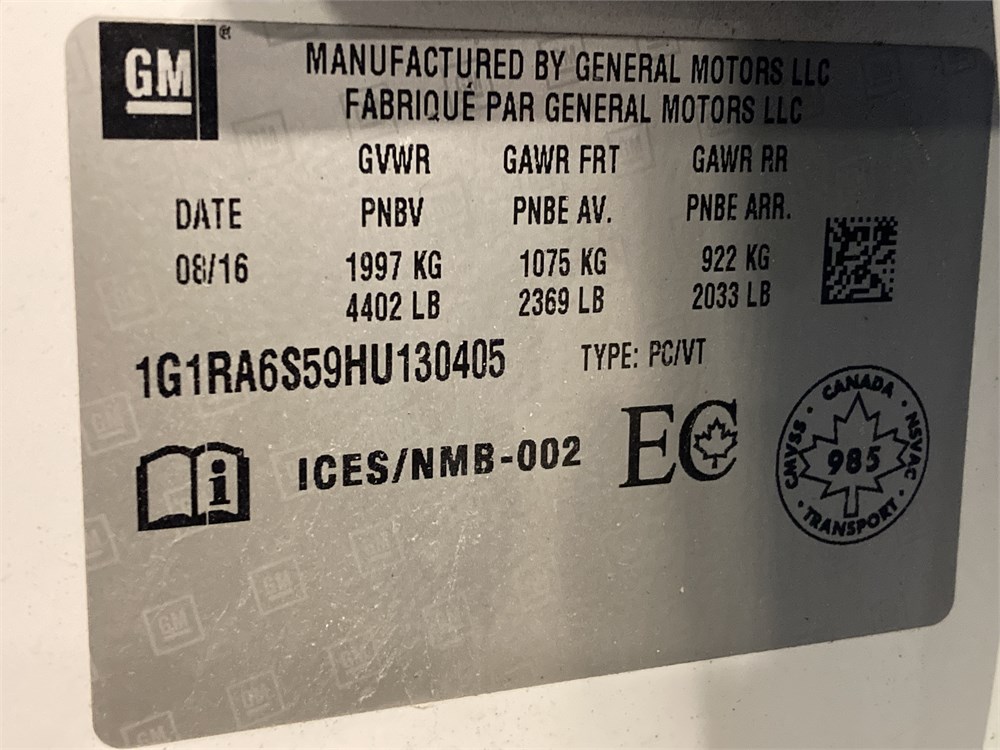 GM®
MANUFACTURED BY GENERAL MOTORS LLC
FABRIQUÉ PAR GENERAL MOTORS LLC
GVWR GAWR FRT GAWR RR
DATE PNBV PNBE AV. PNBE ARR.
08/16 1997 KG 1075 KG 922 KG
4402 LB 2369 LB 2033 LB
1G1RA6S59HU130405 TYPE: PC/VT
i ICES/NMB-002 EC
CANADA · NSVAC · TRANSPORT · CMVSS ·
985